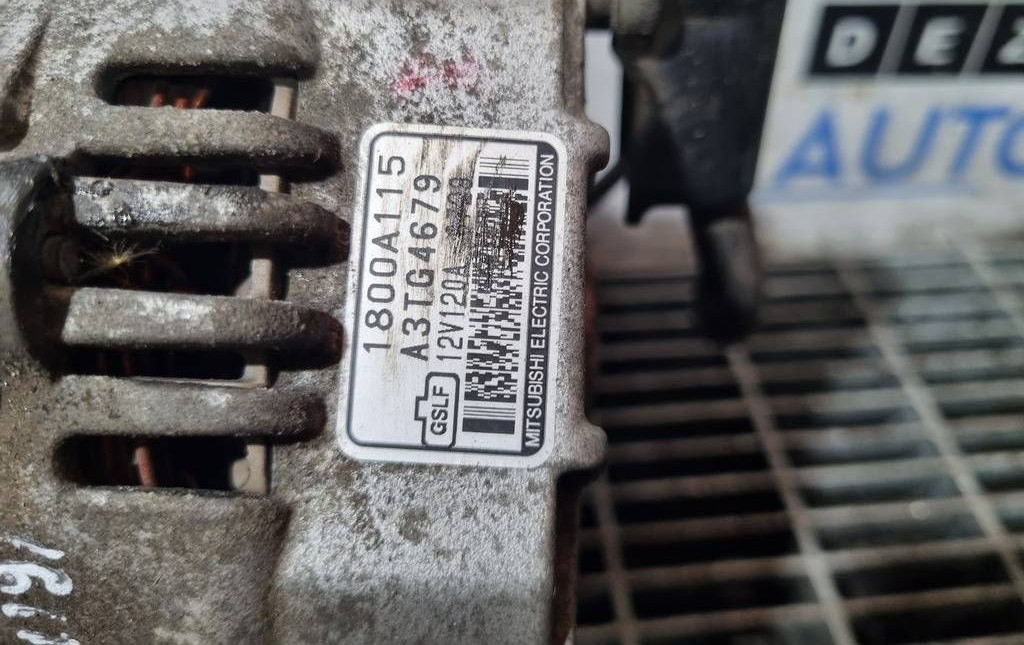 1800A115
A3TG4679
12V120A
GSLF
MITSUBISHI ELECTRIC CORPORATION
DEZ
AUTO